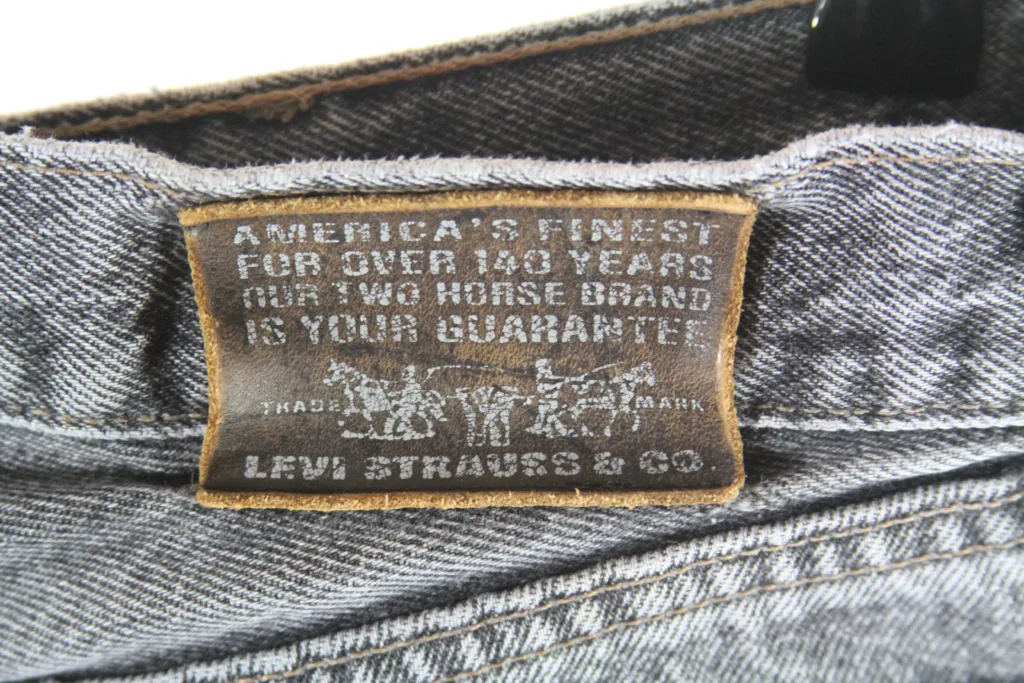 AMERICA'S FINEST
FOR OVER 140 YEARS
OUR TWO HORSE BRAND
IS YOUR GUARANTEE
TRADE MARK
LEVI STRAUSS & CO.